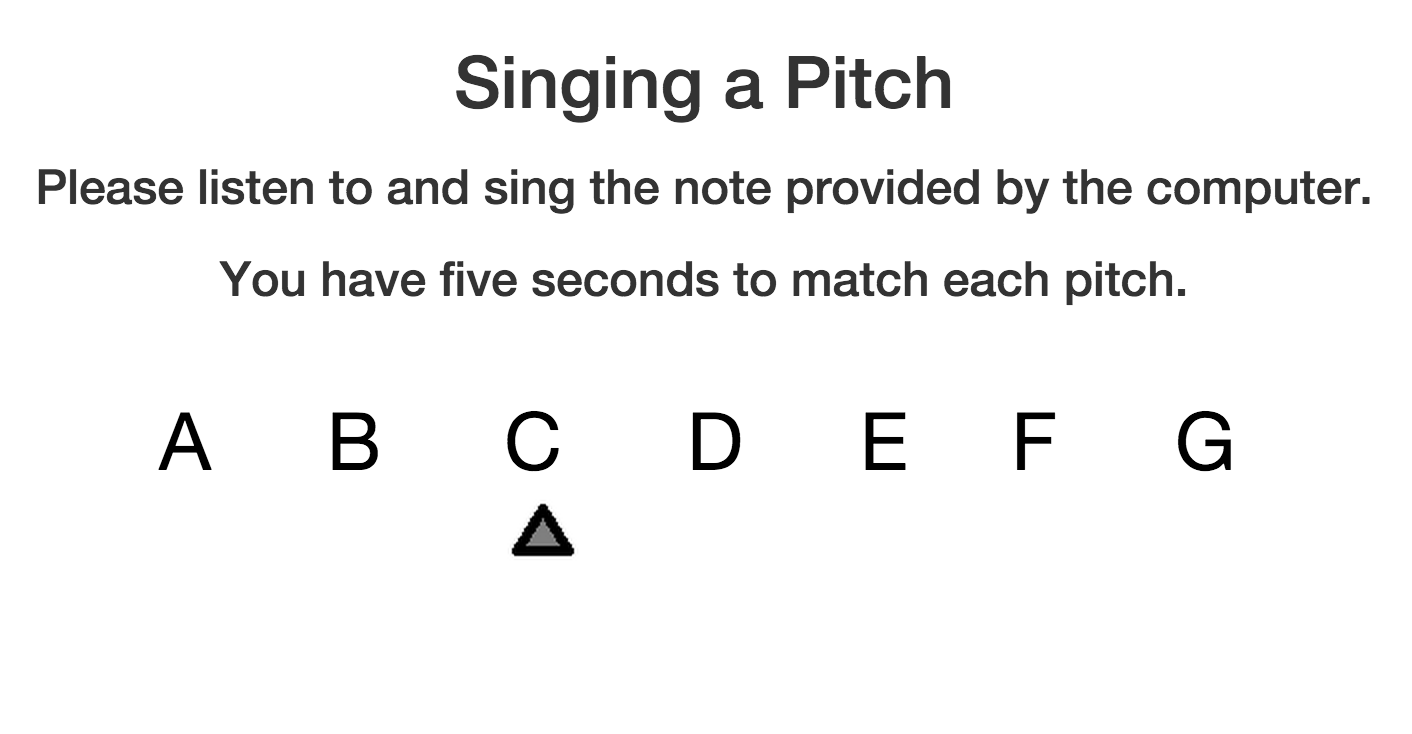 Singing a Pitch
Please listen to and sing the note provided by the computer.
You have five seconds to match each pitch.
A B C D E F G